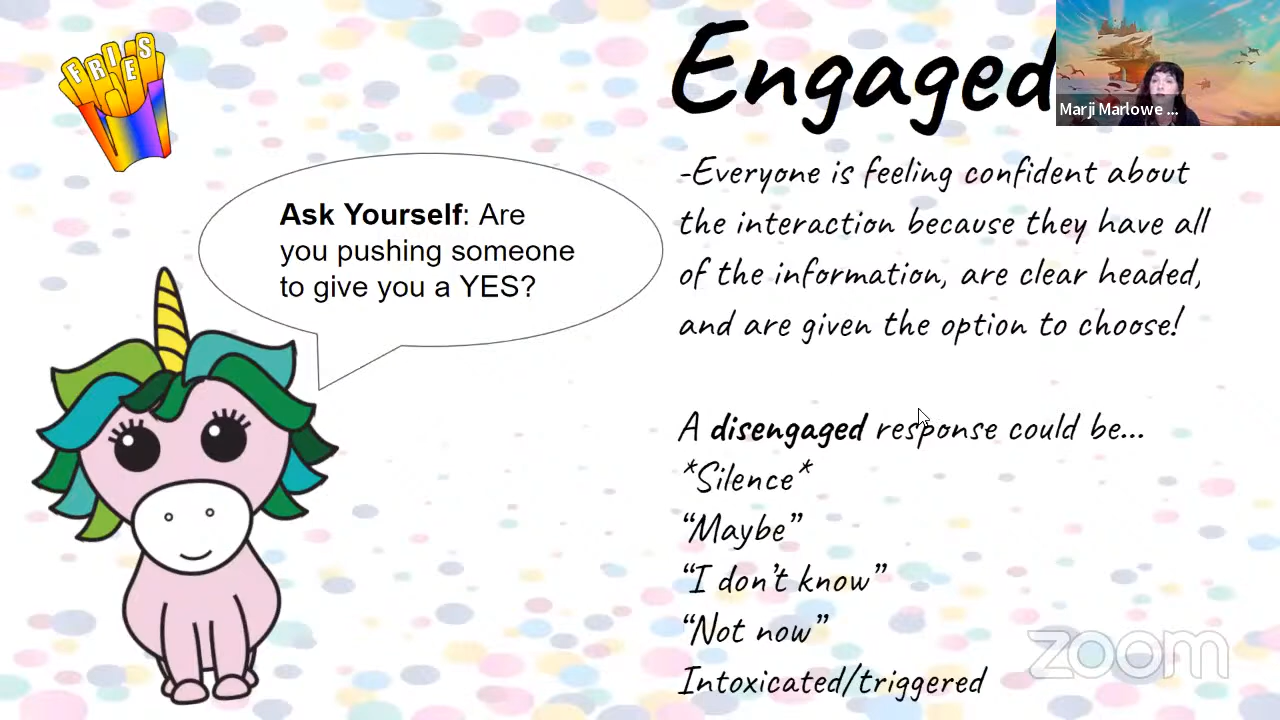 FRIES
Engaged
Marji Marlowe ...
Ask Yourself: Are
you pushing someone
to give you a YES?
-Everyone is feeling confident about
the interaction because they have all
of the information, are clear headed,
and are given the option to choose!
A disengaged response could be...
*Silence*
“Maybe”
“I don’t know”
“Not now”
Intoxicated/triggered
zoom